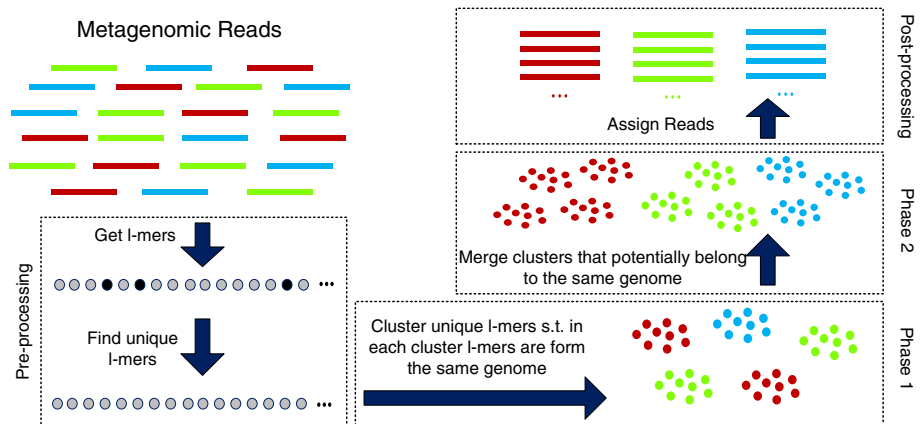 Metagenomic Reads
Get l-mers
...
Find unique
l-mers
...
Pre-processing
Cluster unique l-mers s.t. in
each cluster l-mers are form
the same genome
Phase 1
Merge clusters that potentially belong
to the same genome
Phase 2
... ... ...
Assign Reads
Post-processing